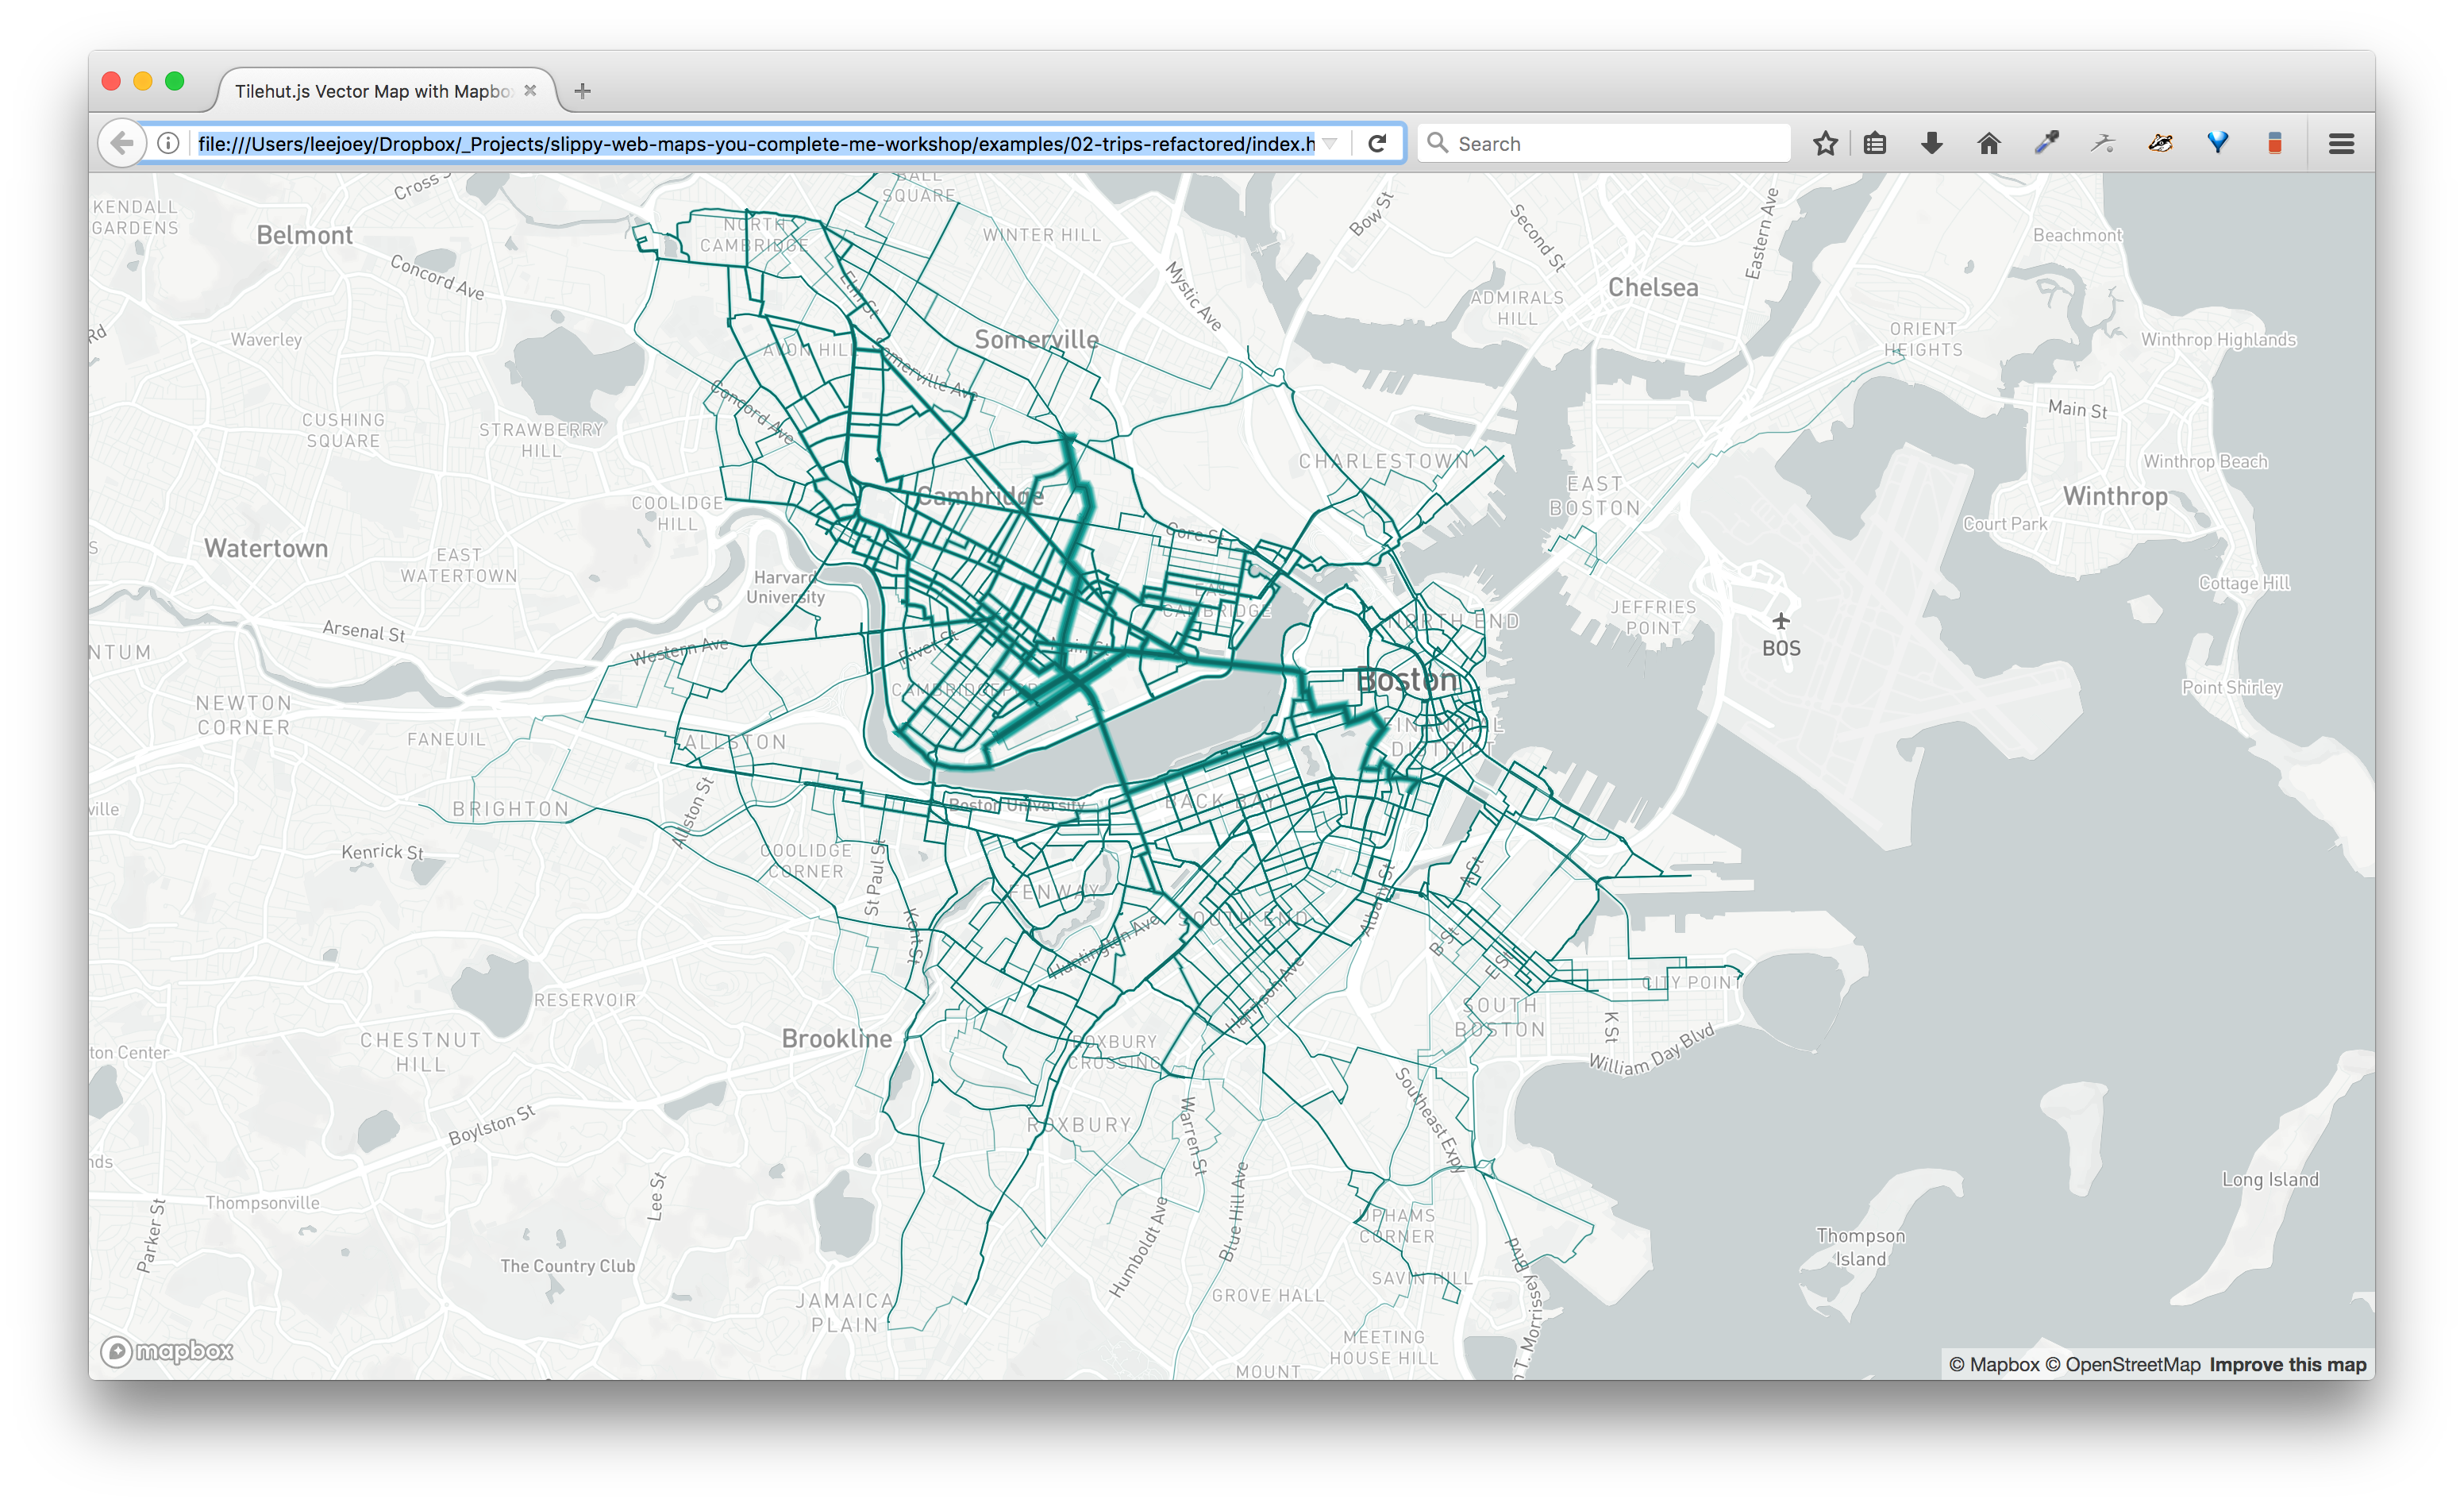 Tilehut.js Vector Map with Mapbo
file:///Users/leejoey/Dropbox/_Projects/slippy-web-maps-you-complete-me-workshop/examples/02-trips-refactored/index.h
Search
KENDALL
GARDENS
Cross S
BALL
SQUARE
Belmont
NORTH
CAMBRIDGE
WINTER HILL
Bow St
Second St
Eastern Ave
Beachmont
Concord Ave
Elm St
Mystic Ave
Chelsea
ADMIRALS
HILL
Rd
Waverley
AVON HILL
Somerville
ORIENT
HEIGHTS
Winthrop Highlands
Somerville Ave
Concord Ave
Main St
CUSHING
SQUARE
STRAWBERRY
HILL
CHARLESTOWN
Winthrop Beach
COOLIDGE
HILL
Cambridge
EAST
BOSTON
Winthrop
Court Park
Gore St
Watertown
EAST
WATERTOWN
Harvard
University
EAST
CAMBRIDGE
Cottage Hill
JEFFRIES
POINT
NORTH END
Arsenal St
BOS
NTUM
Western Ave
River St
Main St
Boston
Point Shirley
NEWTON
CORNER
CAMBRIDGEPORT
FANEUIL
ALLSTON
FINANCIAL
DISTRICT
ville
BRIGHTON
Allston St
Boston University
BACK BAY
Kenrick St
COOLIDGE
CORNER
St Paul St
FENWAY
A St
Albany St
SOUTH END
Kent St
Huntington Ave
B St
E St
Harrison Ave
CITY POINT
RESERVOIR
SOUTH
BOSTON
K St
CHESTNUT
HILL
Brookline
ROXBURY
CROSSING
William Day Blvd
ton Center
Southeast Expy
Boylston St
ROXBURY
Warren St
nds
Long Island
Thompsonville
Lee St
Parker St
Humboldt Ave
Blue Hill Ave
UPHAMS
CORNER
Thompson
Island
The Country Club
SAVIN HILL
T. Morrissey Blvd
JAMAICA
PLAIN
GROVE HALL
MEETING
HOUSE HILL
MOUNT
mapbox
© Mapbox © OpenStreetMap Improve this map